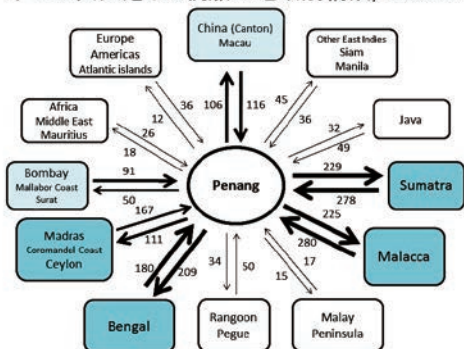 China (Canton)
Macau
Europe
Americas
Atlantic islands
Other East Indies
Siam
Manila
36
12
106
116
45
36
Africa
Middle East
Mauritius
26
18
32
49
Java
Bombay
Mallabor Coast
Surat
91
50
Penang
229
278
Sumatra
Madras
Coromandel Coast
Ceylon
167
111
225
280
Malacca
180
209
34
50
17
15
Bengal
Rangoon
Pegue
Malay
Peninsula